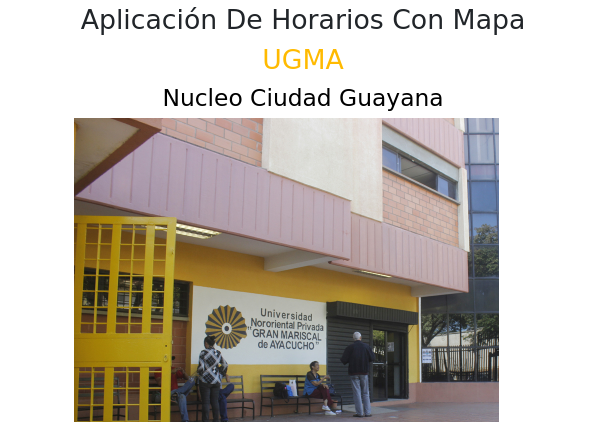 Aplicación De Horarios Con Mapa
UGMA
Nucleo Ciudad Guayana
Universidad
Nororiental Privada
"GRAN MARISCAL
de AYACUCHO"